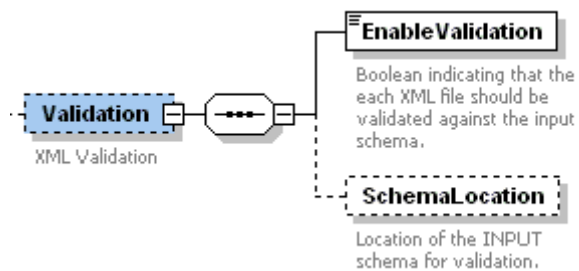 EnableValidation
Boolean indicating that the
each XML file should be
validated against the input
schema.
Validation
XML Validation
SchemaLocation
Location of the INPUT
schema for validation.